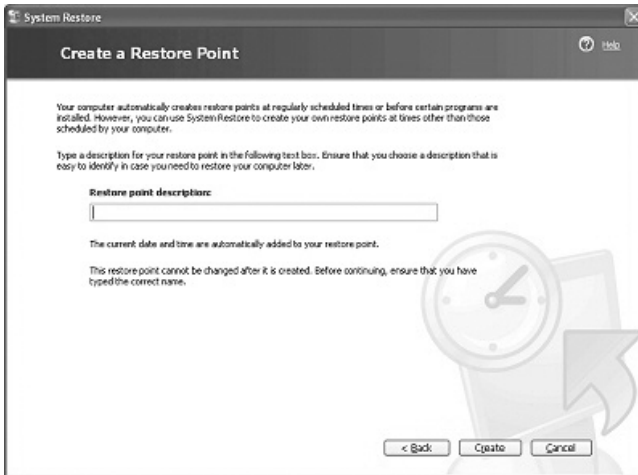 System Restore
Create a Restore Point
Help
Your computer automatically creates restore points at regularly scheduled times or before certain programs are
installed. However, you can use System Restore to create your own restore points at times other than those
scheduled by your computer.
Type a description for your restore point in the following text box. Ensure that you choose a description that is
easy to identify in case you need to restore your computer later.
Restore point description:
The current date and time are automatically added to your restore point.
This restore point cannot be changed after it is created. Before continuing, ensure that you have
typed the correct name.
< Back Create Cancel